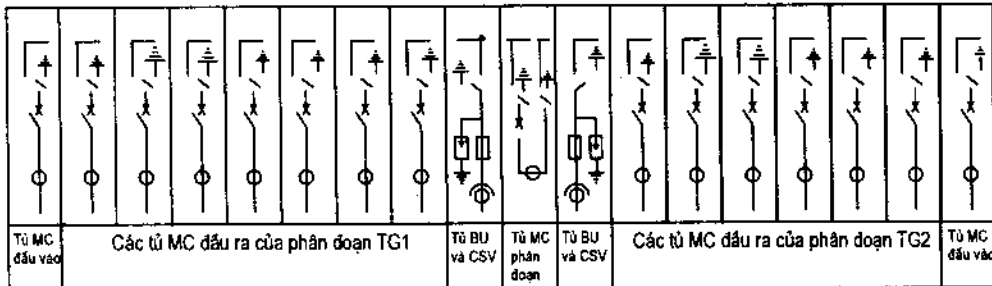 Tủ MC
đầu vào
Các tủ MC đầu ra của phân đoạn TG1
Tủ BU
và CSV
Tủ MC
phân
đoạn
Tủ BU
và CSV
Các tủ MC đầu ra của phân đoạn TG2
Tủ MC
đầu vào